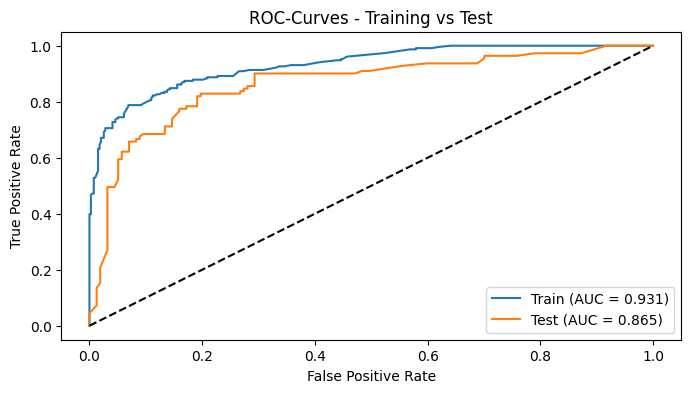 ROC-Curves - Training vs Test
True Positive Rate
1.0
0.8
0.6
0.4
0.2
0.0
0.0 0.2 0.4 0.6 0.8 1.0
False Positive Rate
Train (AUC = 0.931)
Test (AUC = 0.865)